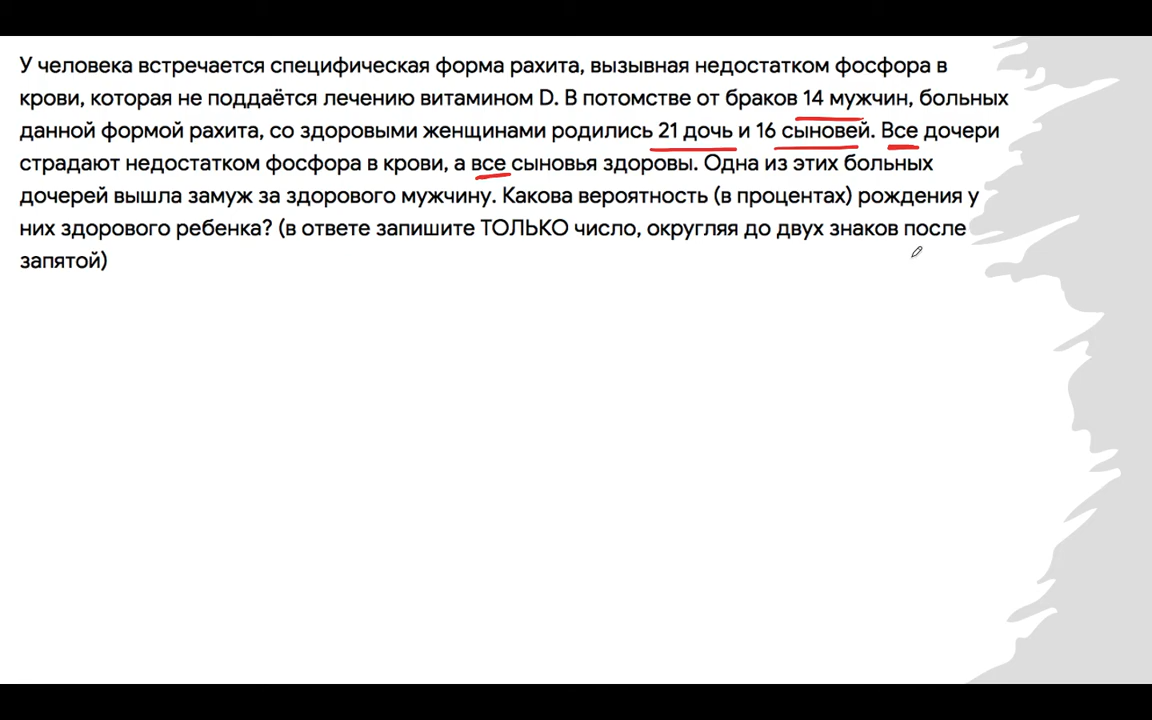 У человека встречается специфическая форма рахита, вызывная недостатком фосфора в
крови, которая не поддаётся лечению витамином D. В потомстве от браков 14 мужчин, больных
данной формой рахита, со здоровыми женщинами родились 21 дочь и 16 сыновей. Все дочери
страдают недостатком фосфора в крови, а все сыновья здоровы. Одна из этих больных
дочерей вышла замуж за здорового мужчину. Какова вероятность (в процентах) рождения у
них здорового ребенка? (в ответе запишите ТОЛЬКО число, округляя до двух знаков после
запятой)